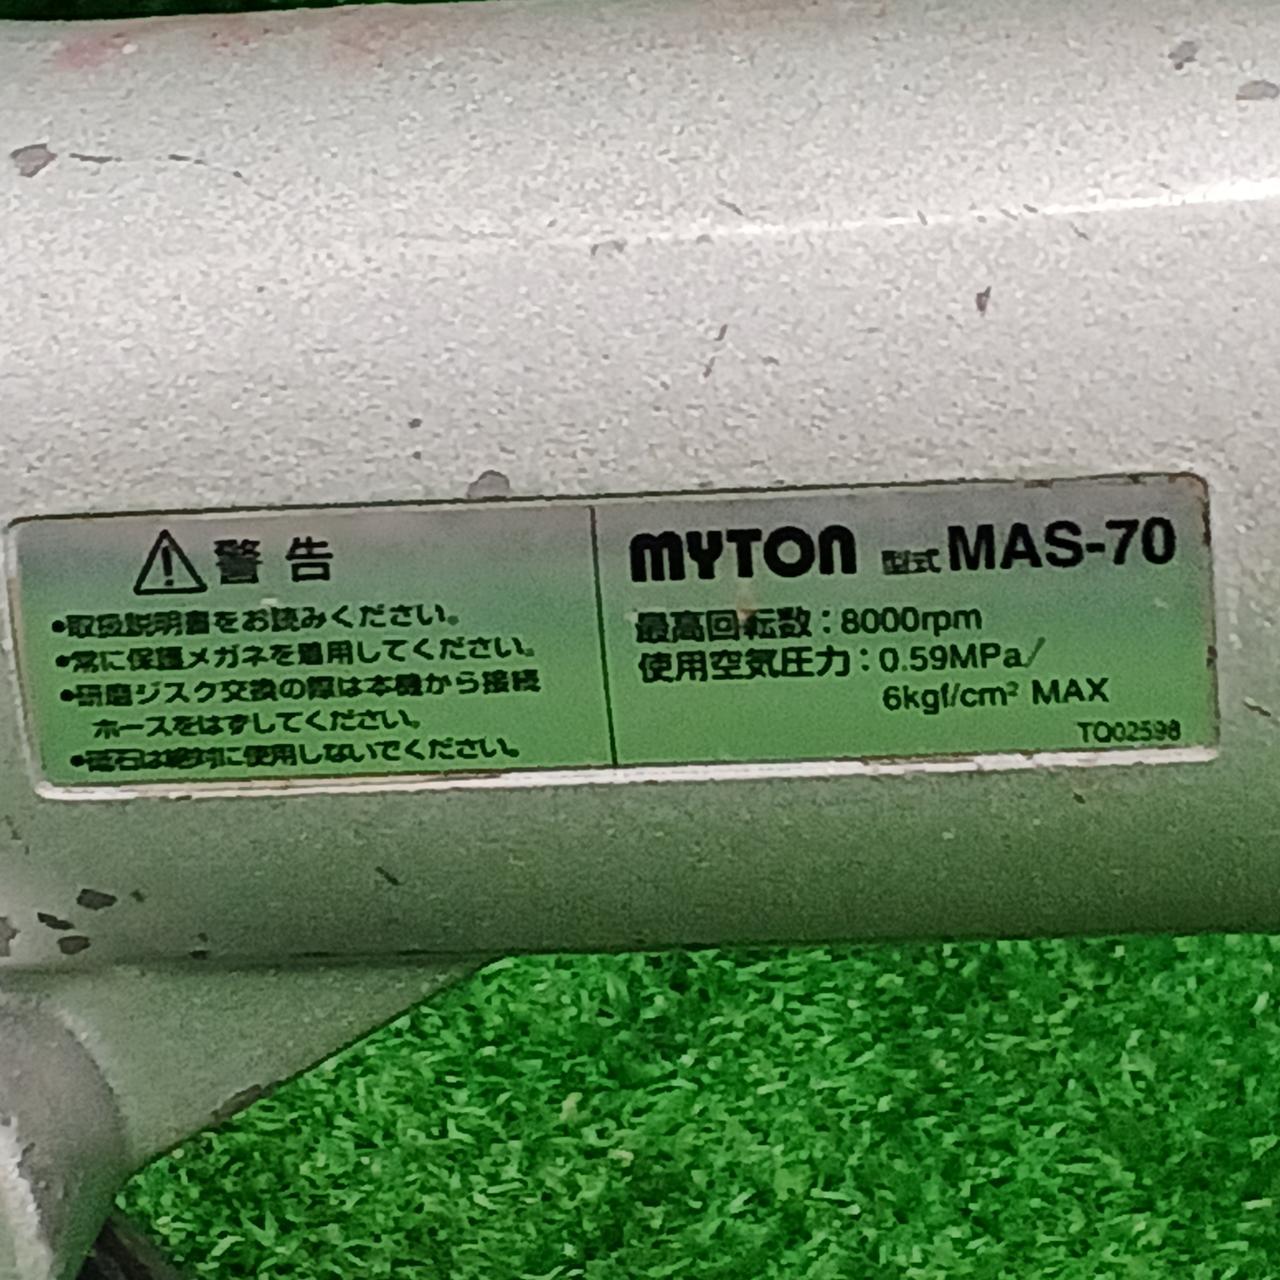 警告
•取扱説明書をお読みください。
•常に保護メガネを着用してください。
•研磨ジスク交換の際は本機から接続
ホースをはずしてください。
•砥石は絶対に使用しないでください。
MYTON 型式 MAS-70
最高回転数：8000rpm
使用空気圧力：0.59MPa/
6kgf/cm² MAX
TQ02598